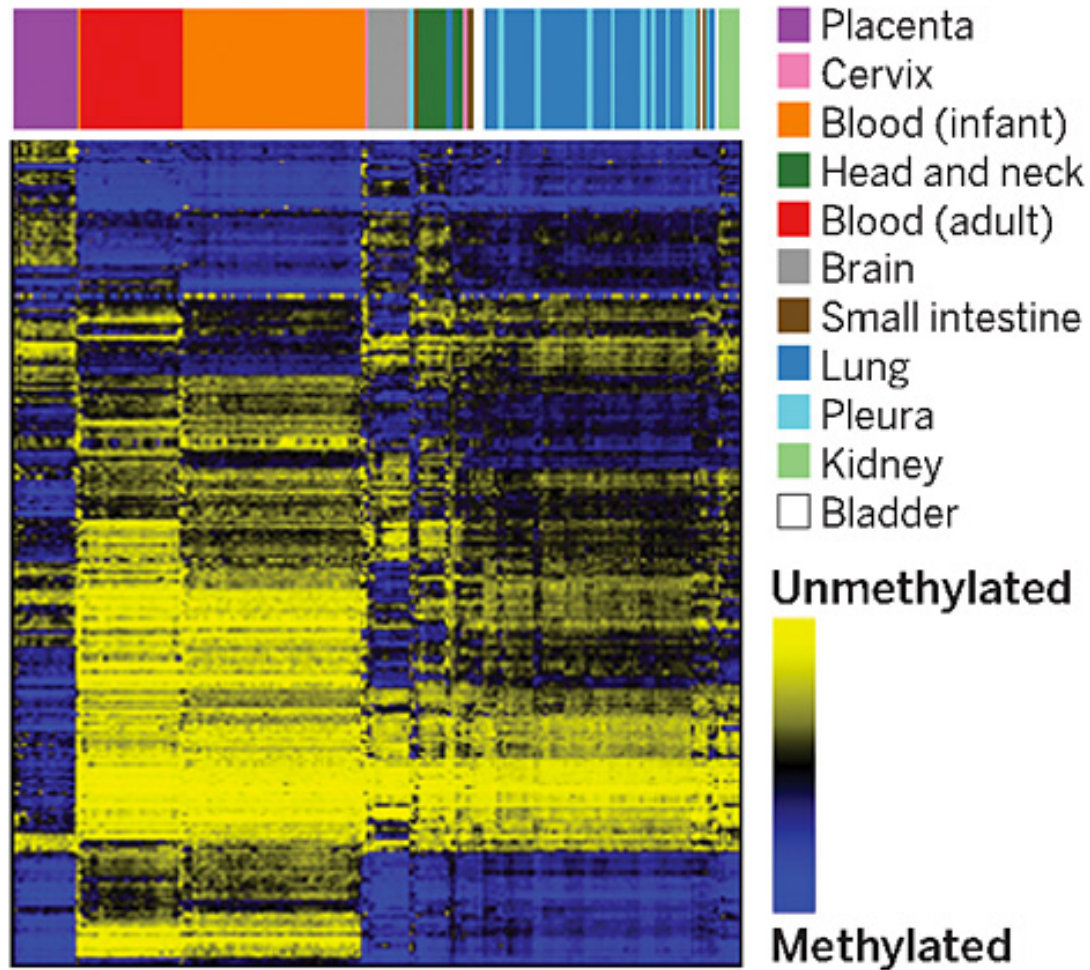 Placenta
Cervix
Blood (infant)
Head and neck
Blood (adult)
Brain
Small intestine
Lung
Pleura
Kidney
Bladder
Unmethylated
Methylated